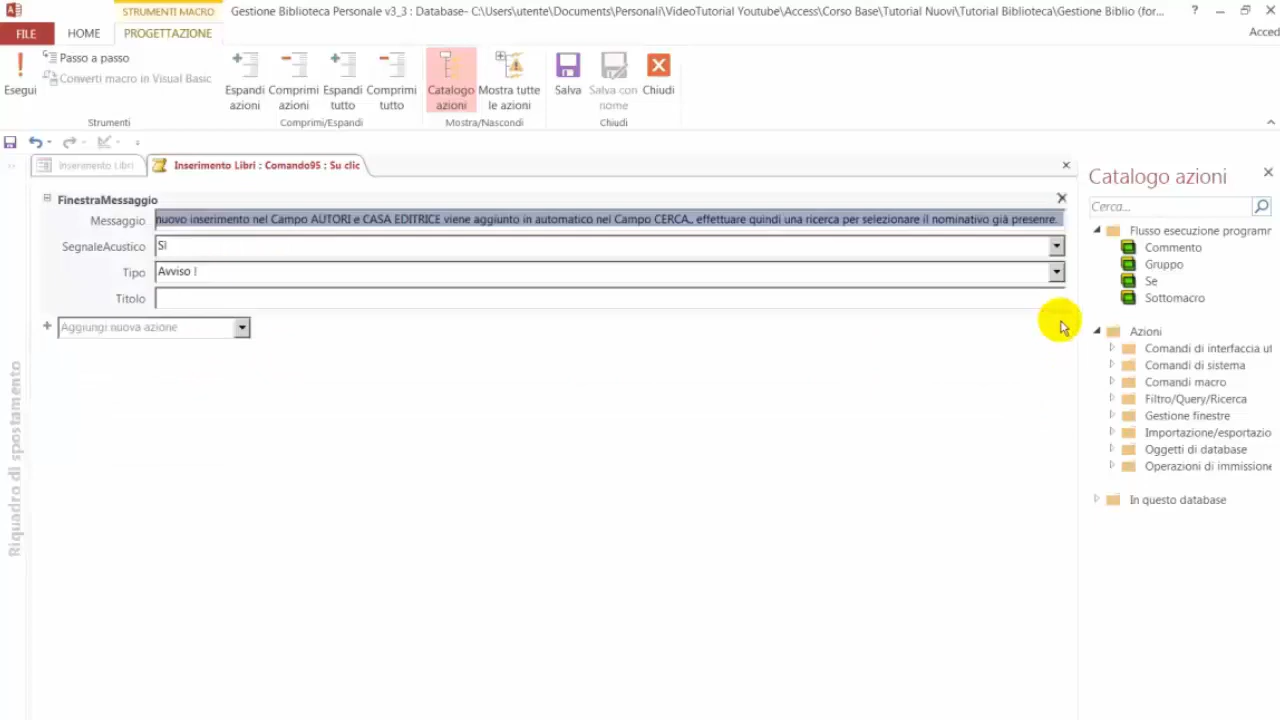 STRUMENTI MACRO
Gestione Biblioteca Personale v3_3 : Database- C:\Users\utente\Documents\Personali\VideoTutorial Youtube\Access\Corso Base\Tutorial Nuovi\Tutorial Biblioteca\Gestione Biblio (for...
?
FILE
HOME
PROGETTAZIONE
Acced
Esegui
Passo a passo
Converti macro in Visual Basic
Strumenti
Espandi azioni
Comprimi azioni
Espandi tutto
Comprimi tutto
Comprimi/Espandi
Catalogo azioni
Mostra tutte le azioni
Mostra/Nascondi
Salva
Salva con nome
Chiudi
Chiudi
Inserimento Libri
Inserimento Libri : Comando95 : Su clic
FinestraMessaggio
Messaggio
nuovo inserimento nel Campo AUTORI e CASA EDITRICE viene aggiunto in automatico nel Campo CERCA,, effettuare quindi una ricerca per selezionare il nominativo già presenre.
SegnaleAcustico
Sì
Tipo
Avviso !
Titolo
Aggiungi nuova azione
Riquadro di spostamento
Catalogo azioni
Cerca...
Flusso esecuzione programm
Commento
Gruppo
Se
Sottomacro
Azioni
Comandi di interfaccia ut
Comandi di sistema
Comandi macro
Filtro/Query/Ricerca
Gestione finestre
Importazione/esportazio
Oggetti di database
Operazioni di immissione
In questo database